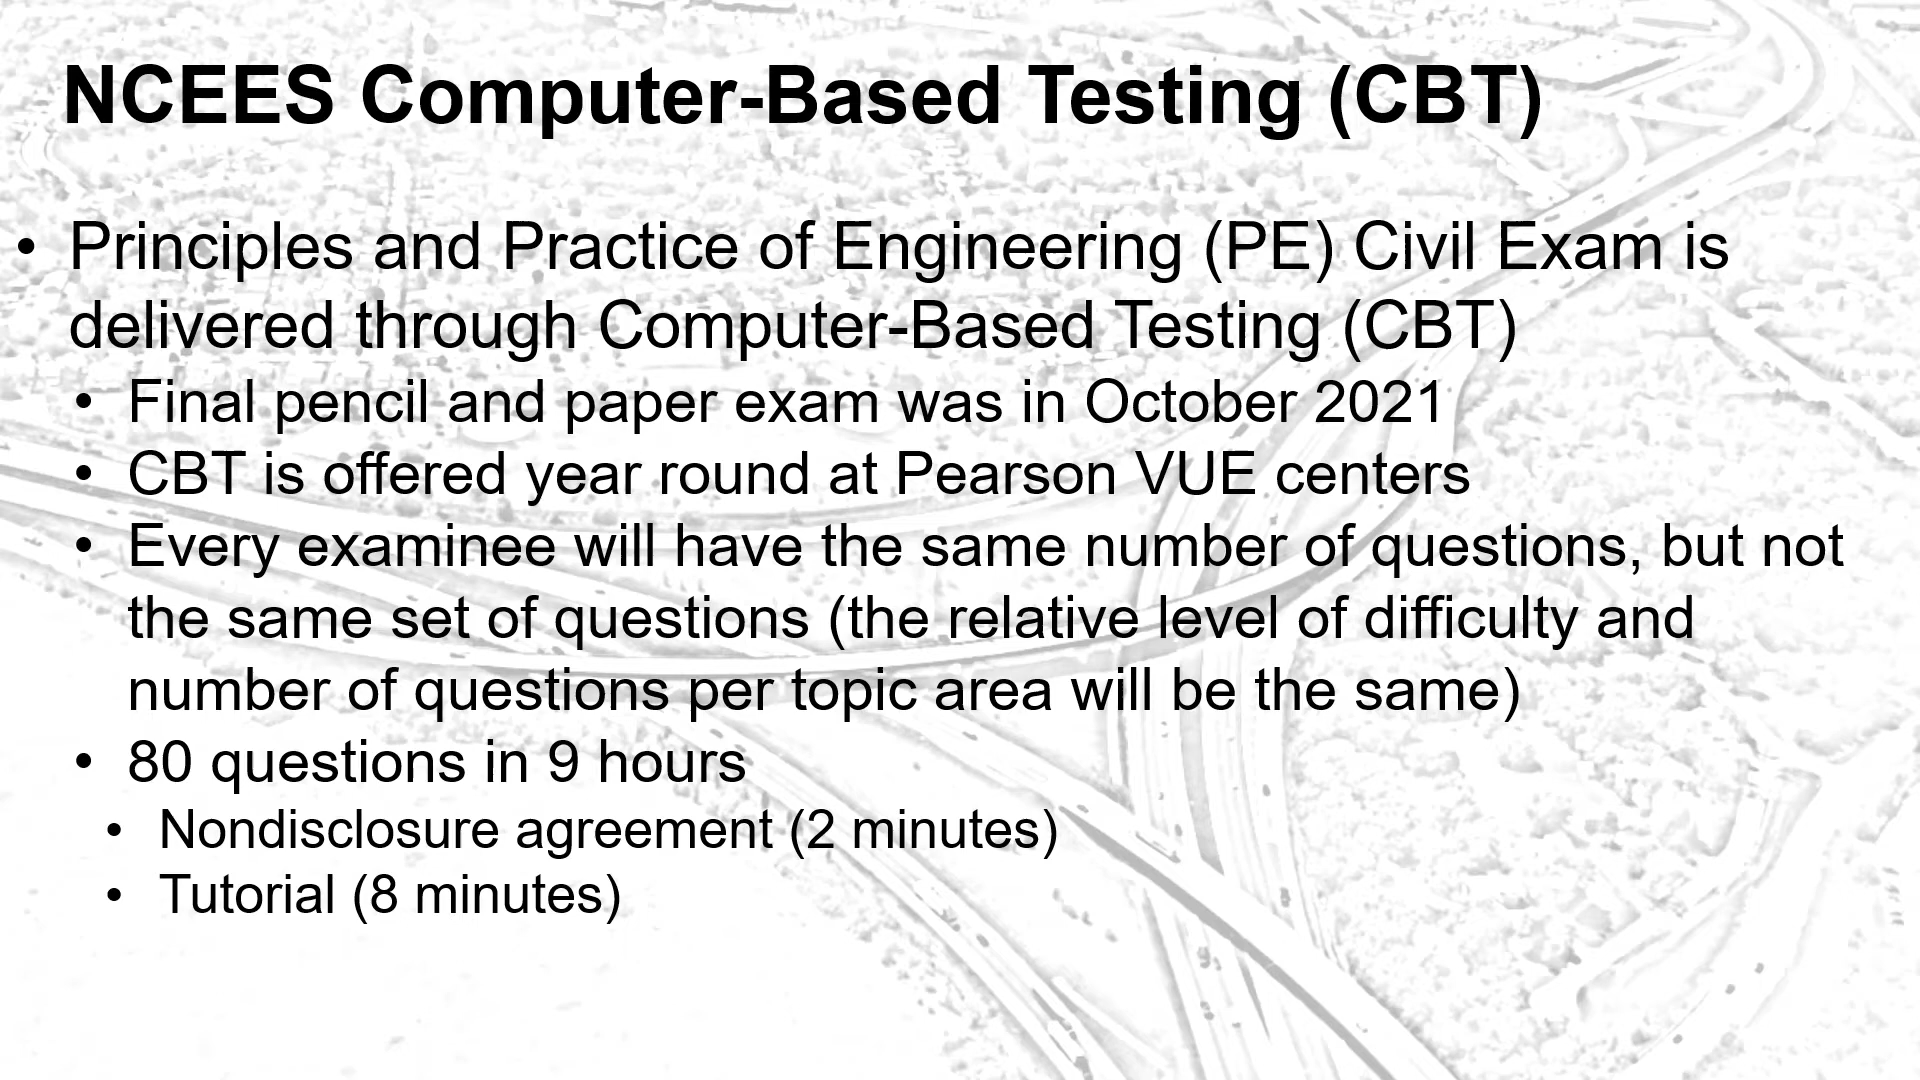 NCEES Computer-Based Testing (CBT)
• Principles and Practice of Engineering (PE) Civil Exam is
delivered through Computer-Based Testing (CBT)
• Final pencil and paper exam was in October 2021
• CBT is offered year round at Pearson VUE centers
• Every examinee will have the same number of questions, but not
the same set of questions (the relative level of difficulty and
number of questions per topic area will be the same)
• 80 questions in 9 hours
• Nondisclosure agreement (2 minutes)
• Tutorial (8 minutes)